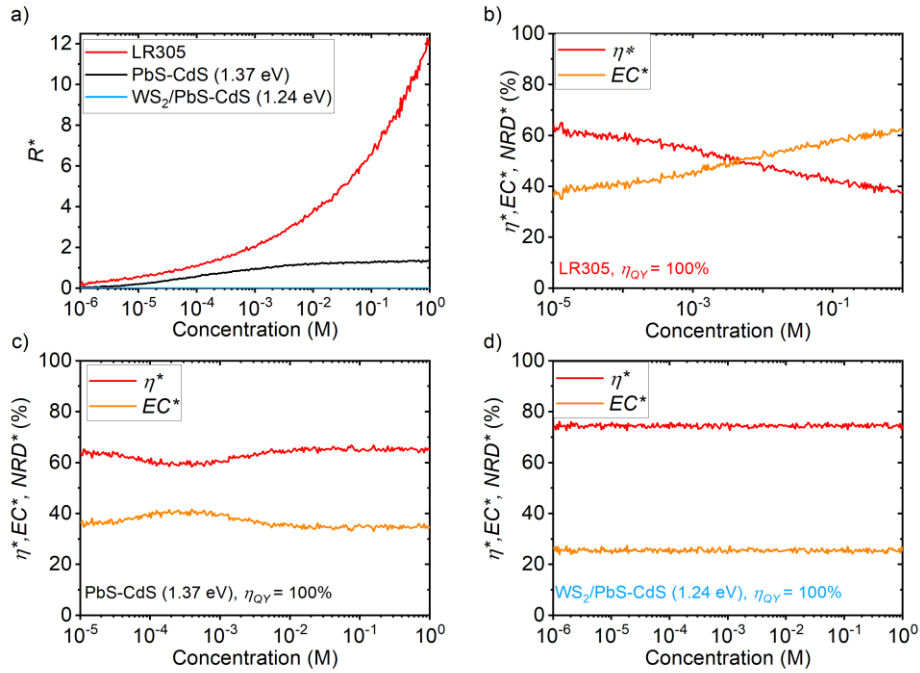 a)
12
10
8
6
4
2
0
R*
LR305
PbS-CdS (1.37 eV)
WS₂/PbS-CdS (1.24 eV)
10⁻⁶ 10⁻⁵ 10⁻⁴ 10⁻³ 10⁻² 10⁻¹ 10⁰
Concentration (M)
b)
100
80
60
40
20
0
η*,EC*, NRD* (%)
η*
EC*
LR305, ηQY = 100%
10⁻⁵ 10⁻³ 10⁻¹
Concentration (M)
c)
100
80
60
40
20
0
η*,EC*, NRD* (%)
η*
EC*
PbS-CdS (1.37 eV), ηQY = 100%
10⁻⁵ 10⁻⁴ 10⁻³ 10⁻² 10⁻¹ 10⁰
Concentration (M)
d)
100
80
60
40
20
0
η*,EC*, NRD* (%)
η*
EC*
WS₂/PbS-CdS (1.24 eV), ηQY = 100%
10⁻⁶ 10⁻⁵ 10⁻⁴ 10⁻³ 10⁻² 10⁻¹ 10⁰
Concentration (M)